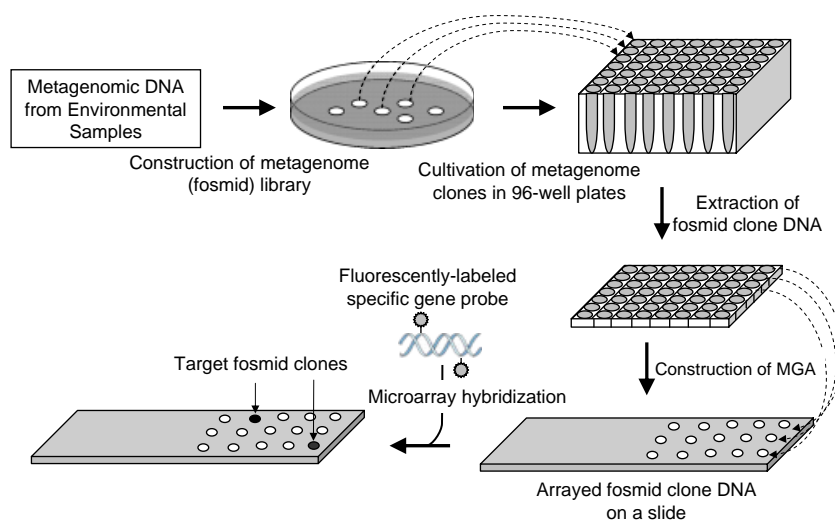 Metagenomic DNA
from Environmental
Samples
Construction of metagenome
(fosmid) library
Cultivation of metagenome
clones in 96-well plates
Extraction of
fosmid clone DNA
Construction of MGA
Arrayed fosmid clone DNA
on a slide
Fluorescently-labeled
specific gene probe
Microarray hybridization
Target fosmid clones